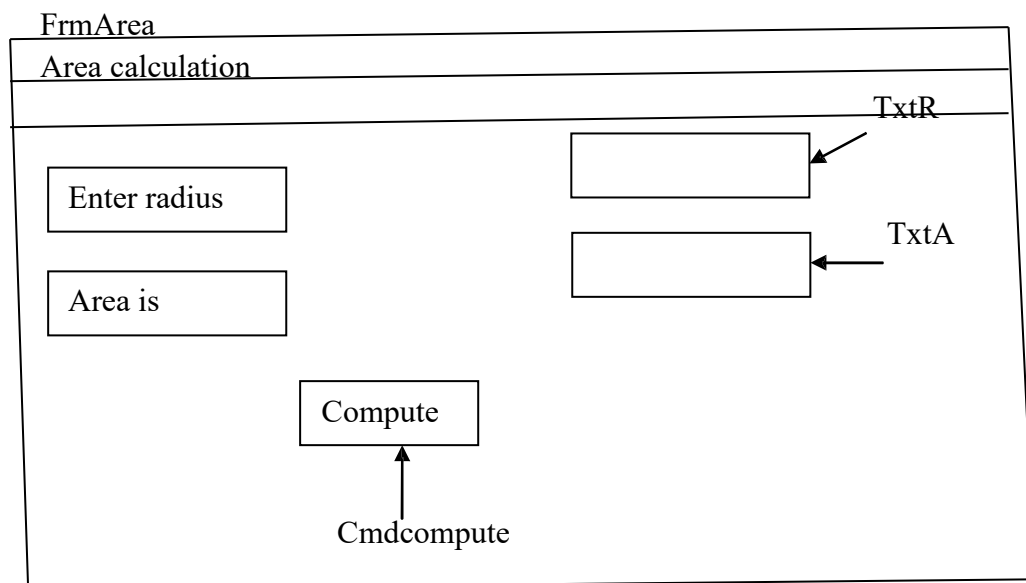 FrmArea
Area calculation
TxtR
Enter radius
TxtA
Area is
Compute
Cmdcompute